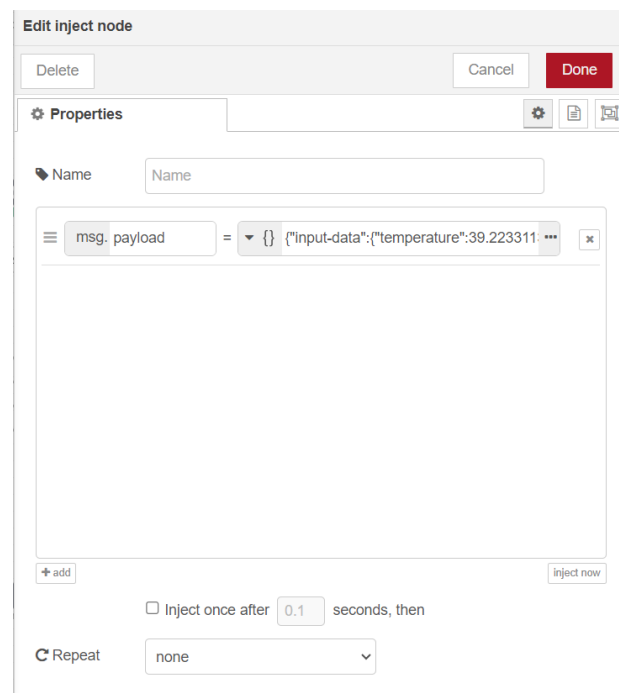 Edit inject node
Delete Cancel Done
Properties
Name Name
msg. payload = {} {"input-data":{"temperature":39.223311 •••
add inject now
Inject once after 0.1 seconds, then
Repeat none